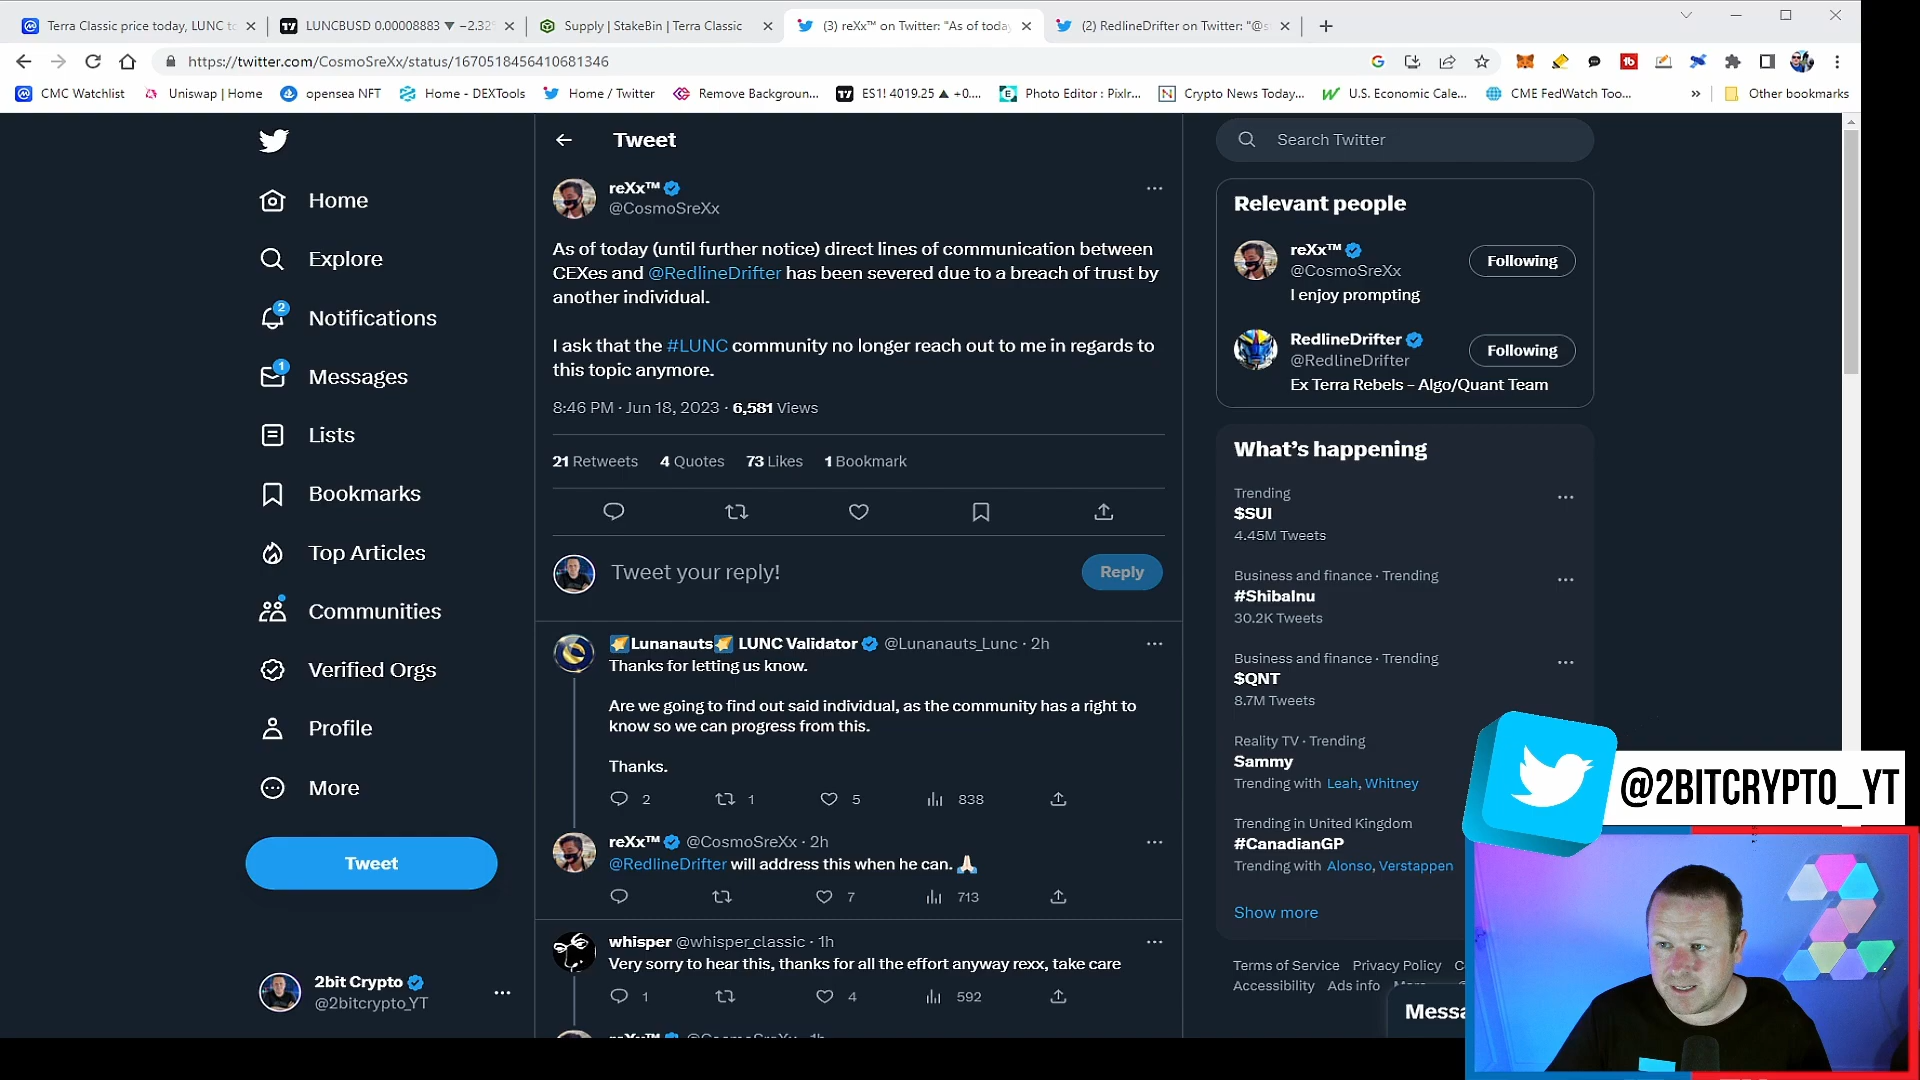 Terra Classic price today, LUNC to
LUNCBUSD 0.00008883 ▼ −2.32%
Supply | StakeBin | Terra Classic
(3) reXx™ on Twitter: "As of today
(2) RedlineDrifter on Twitter: "@s
https://twitter.com/CosmoSreXx/status/1670518456410681346
CMC Watchlist
Uniswap | Home
opensea NFT
Home - DEXTools
Home / Twitter
Remove Backgroun...
ES1! 4019.25 ▲ +0....
Photo Editor : Pixlr...
Crypto News Today...
U.S. Economic Cale...
CME FedWatch Too...
»
Other bookmarks
Home
Explore
2
Notifications
1
Messages
Lists
Bookmarks
Top Articles
Communities
Verified Orgs
Profile
More
Tweet
2bit Crypto
@2bitcrypto_YT
Tweet
reXx™
@CosmoSreXx
As of today (until further notice) direct lines of communication between
CEXes and @RedlineDrifter has been severed due to a breach of trust by
another individual.
I ask that the #LUNC community no longer reach out to me in regards to
this topic anymore.
8:46 PM · Jun 18, 2023 · 6,581 Views
21 Retweets 4 Quotes 73 Likes 1 Bookmark
Tweet your reply!
Reply
Lunanauts LUNC Validator @Lunanauts_Lunc · 2h
Thanks for letting us know.
Are we going to find out said individual, as the community has a right to
know so we can progress from this.
Thanks.
2 1 5 838
reXx™ @CosmoSreXx · 2h
@RedlineDrifter will address this when he can. 🙏🏻
7 713
whisper @whisper_classic · 1h
Very sorry to hear this, thanks for all the effort anyway rexx, take care
1 4 592
reXx™ @CosmoSreXx · 1h
Search Twitter
Relevant people
reXx™
@CosmoSreXx
Following
I enjoy prompting
RedlineDrifter
@RedlineDrifter
Following
Ex Terra Rebels – Algo/Quant Team
What's happening
Trending
$SUI
4.45M Tweets
Business and finance · Trending
#ShibaInu
30.2K Tweets
Business and finance · Trending
$QNT
8.7M Tweets
Reality TV · Trending
Sammy
Trending with Leah, Whitney
Trending in United Kingdom
#CanadianGP
Trending with Alonso, Verstappen
Show more
Terms of Service Privacy Policy C
Accessibility Ads info
Messa
@2BITCRYPTO_YT